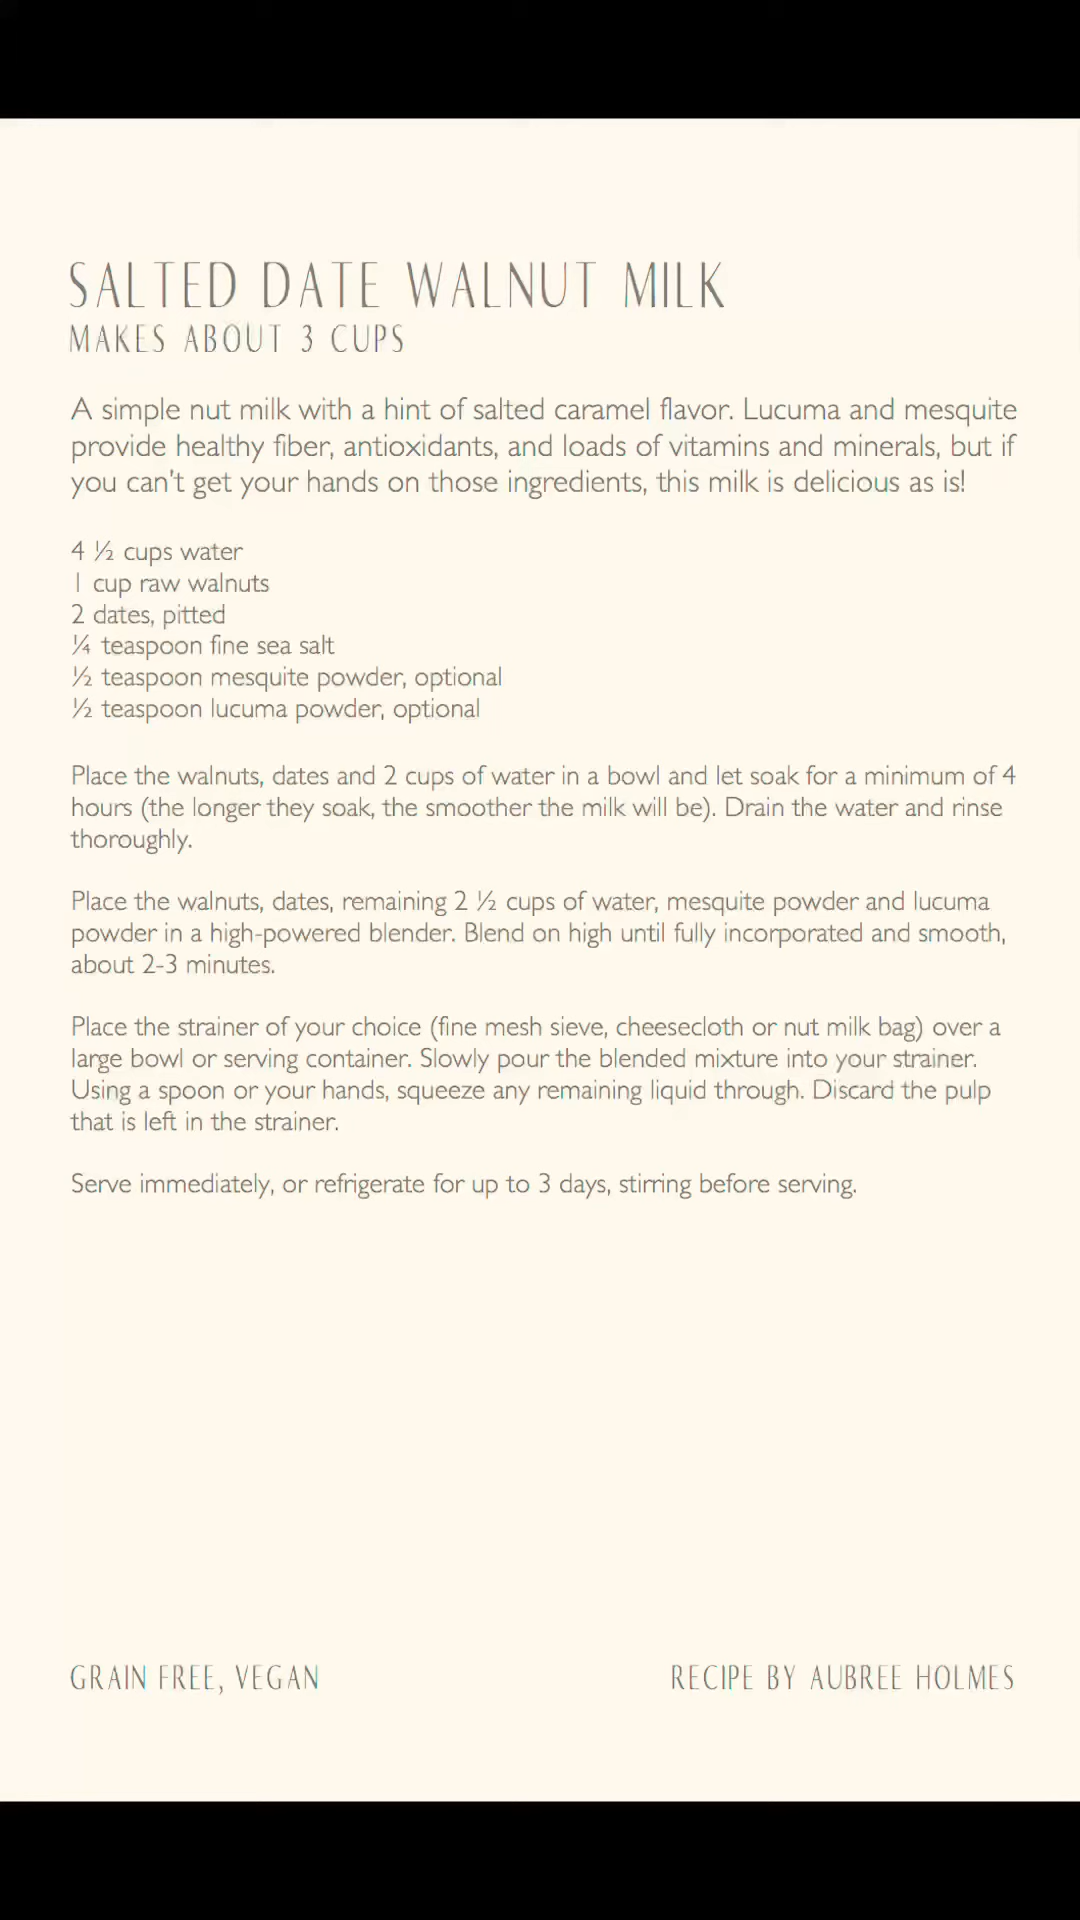 SALTED DATE WALNUT MILK
MAKES ABOUT 3 CUPS
A simple nut milk with a hint of salted caramel flavor. Lucuma and mesquite
provide healthy fiber, antioxidants, and loads of vitamins and minerals, but if
you can't get your hands on those ingredients, this milk is delicious as is!
4 ½ cups water
1 cup raw walnuts
2 dates, pitted
¼ teaspoon fine sea salt
½ teaspoon mesquite powder, optional
½ teaspoon lucuma powder, optional
Place the walnuts, dates and 2 cups of water in a bowl and let soak for a minimum of 4
hours (the longer they soak, the smoother the milk will be). Drain the water and rinse
thoroughly.
Place the walnuts, dates, remaining 2 ½ cups of water, mesquite powder and lucuma
powder in a high-powered blender. Blend on high until fully incorporated and smooth,
about 2-3 minutes.
Place the strainer of your choice (fine mesh sieve, cheesecloth or nut milk bag) over a
large bowl or serving container. Slowly pour the blended mixture into your strainer.
Using a spoon or your hands, squeeze any remaining liquid through. Discard the pulp
that is left in the strainer.
Serve immediately, or refrigerate for up to 3 days, stirring before serving.
GRAIN FREE, VEGAN
RECIPE BY AUBREE HOLMES